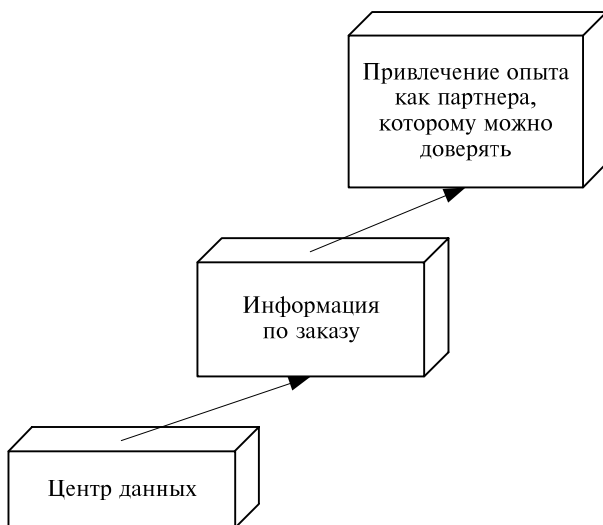 Привлечение опыта
как партнера,
которому можно
доверять
Информация
по заказу
Центр данных